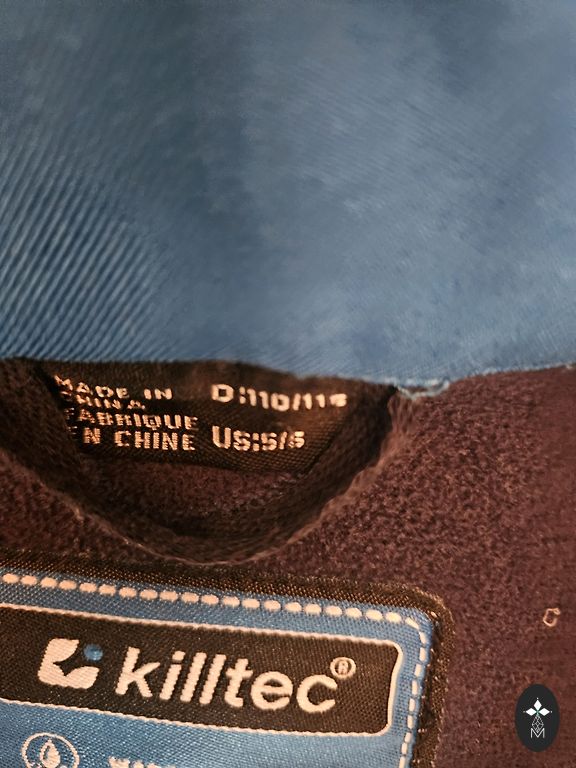 MADE IN
CHINA
FABRIQUE
EN CHINE
D:110/116
US:5/6
killtec®
M